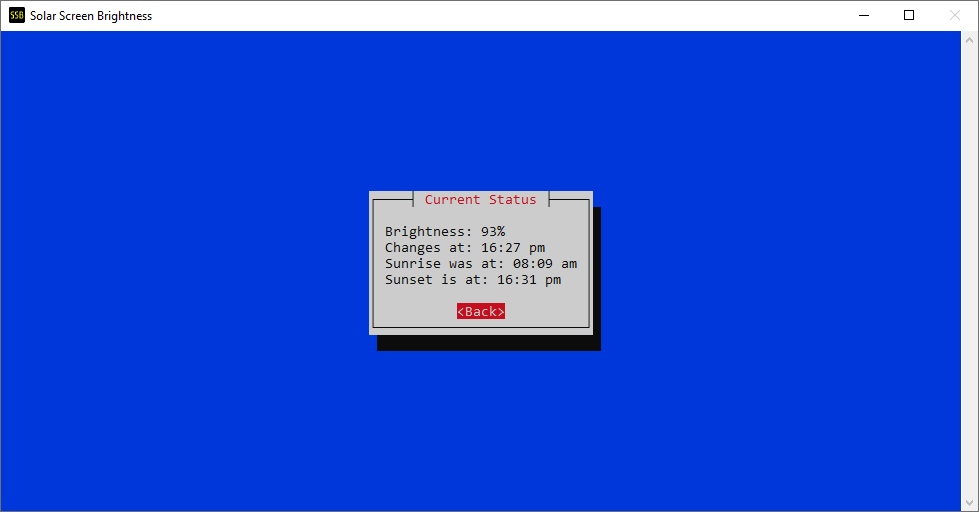 SSB Solar Screen Brightness
Current Status
Brightness: 93%
Changes at: 16:27 pm
Sunrise was at: 08:09 am
Sunset is at: 16:31 pm
<Back>